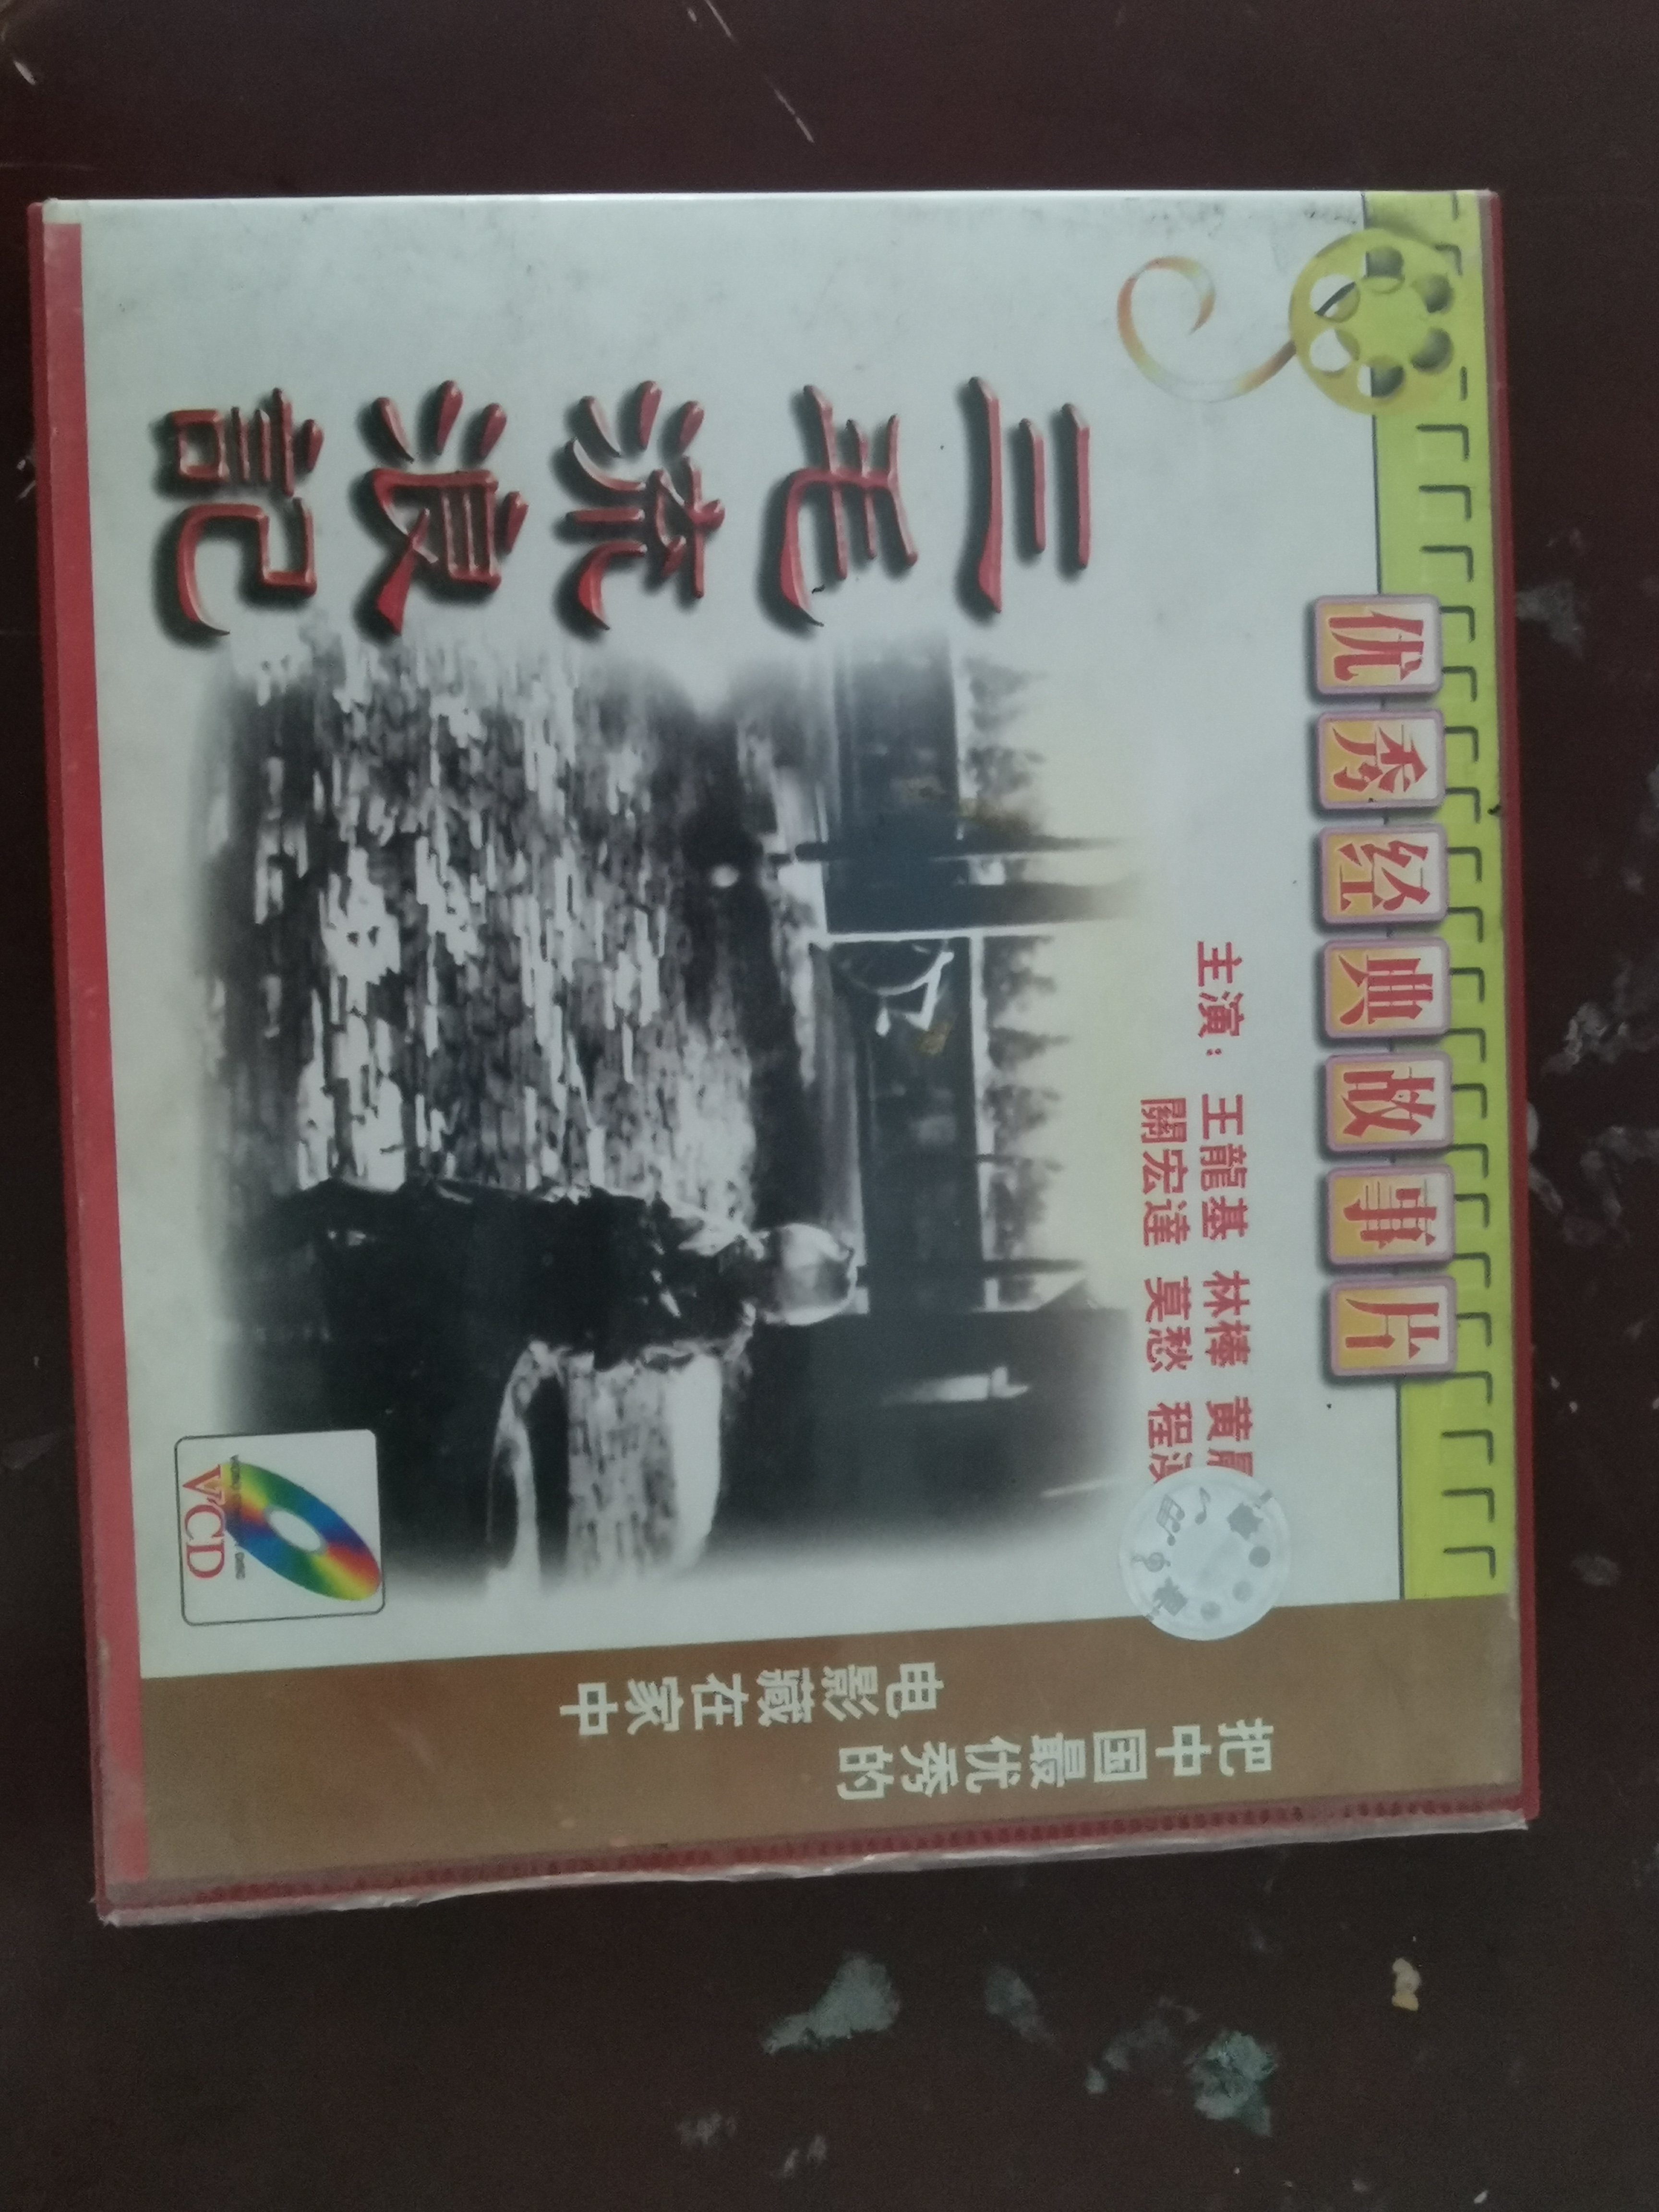 优秀经典故事片
主演：王龍基 林榛 黄
關宏達 莫愁 程
三毛流浪記
VCD
把中国最优秀的
电影藏在家中